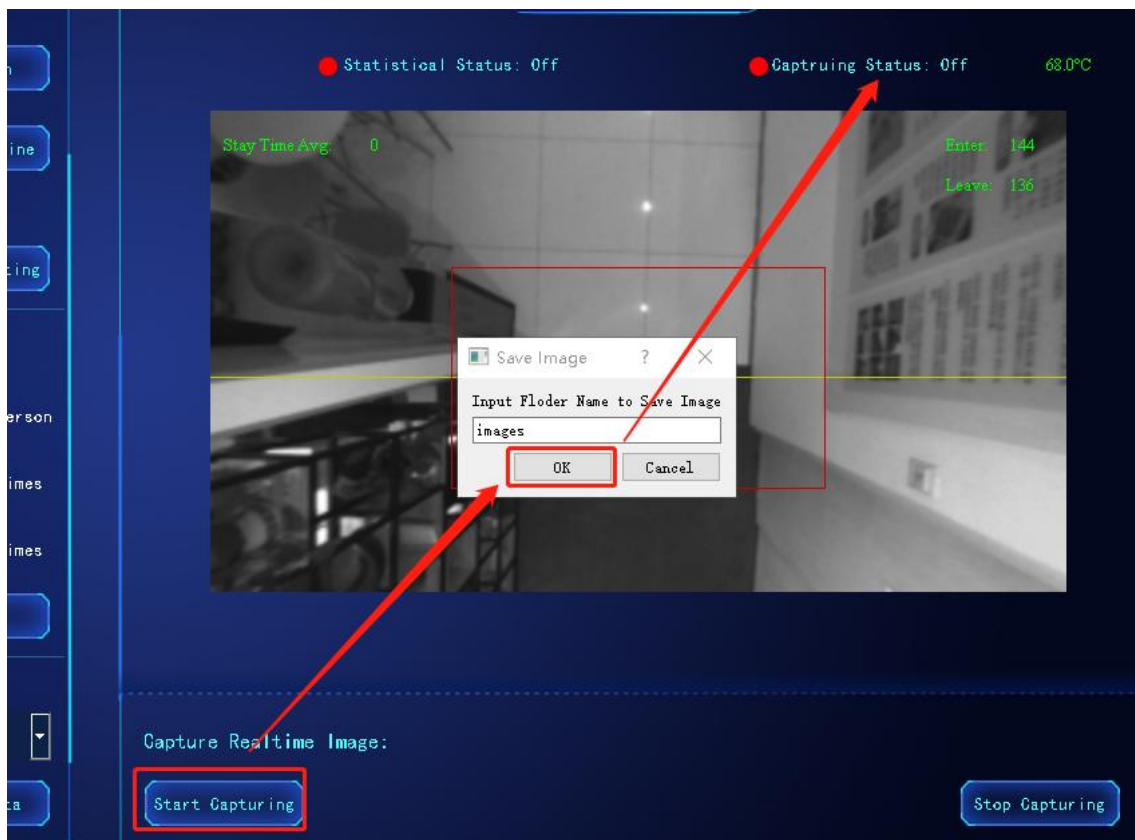 Statistical Status: Off
Captruing Status: Off
68.0°C
ine
Stay Time Avg: 0
Enter: 144
Leave: 136
ting
Save Image ? ×
Input Floder Name to Save Image
images
OK Cancel
erson
imes
imes
Capture Realtime Image:
ta
Start Capturing
Stop Capturing